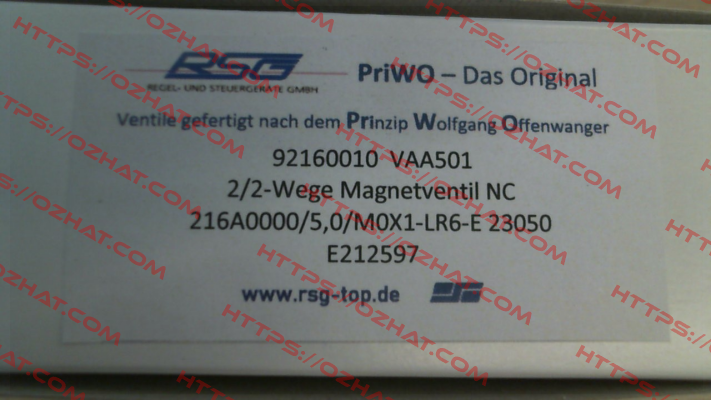 RSG
REGEL- UND STEUERGERÄTE GMBH
PriWO – Das Original
Ventile gefertigt nach dem Prinzip Wolfgang Offenwanger
92160010 VAA501
2/2-Wege Magnetventil NC
216A0000/5,0/M0X1-LR6-E 23050
E212597
www.rsg-top.de
HTTPS://OZHAT.COM